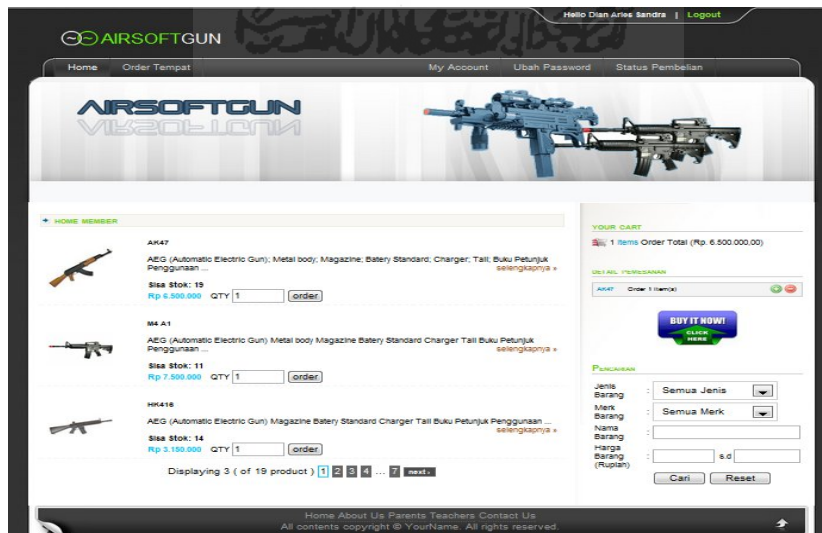 Hello Dian Aries Sandra | Logout
AIRSOFTGUN
Home Order Tempat My Account Ubah Password Status Pembelian
AIRSOFTGUN
HOME MEMBER
AK47
AEG (Automatic Electric Gun); Metal body; Magazine; Batery Standard; Charger; Tali; Buku Petunjuk
Penggunaan ...
selengkapnya »
Sisa Stok: 19
Rp 6.500.000 QTY 1 order
M4 A1
AEG (Automatic Electric Gun) Metal body Magazine Batery Standard Charger Tali Buku Petunjuk
Penggunaan ...
selengkapnya »
Sisa Stok: 11
Rp 7.500.000 QTY 1 order
HK416
AEG (Automatic Electric Gun) Magazine Batery Standard Charger Tali Buku Petunjuk Penggunaan ...
selengkapnya »
Sisa Stok: 14
Rp 3.150.000 QTY 1 order
Displaying 3 ( of 19 product ) 1 2 3 4 ... 7 next ›
YOUR CART
1 Items Order Total (Rp. 6.500.000,00)
DETAIL PEMESANAN
AK47 Order 1 Item(s)
BUY IT NOW!
CLICK
HERE
PENCARIAN
Jenis Barang : Semua Jenis
Merk Barang : Semua Merk
Nama Barang :
Harga Barang (Rupiah) : s.d
Cari Reset
Home About Us Parents Teachers Contact Us
All contents copyright © YourName. All rights reserved.